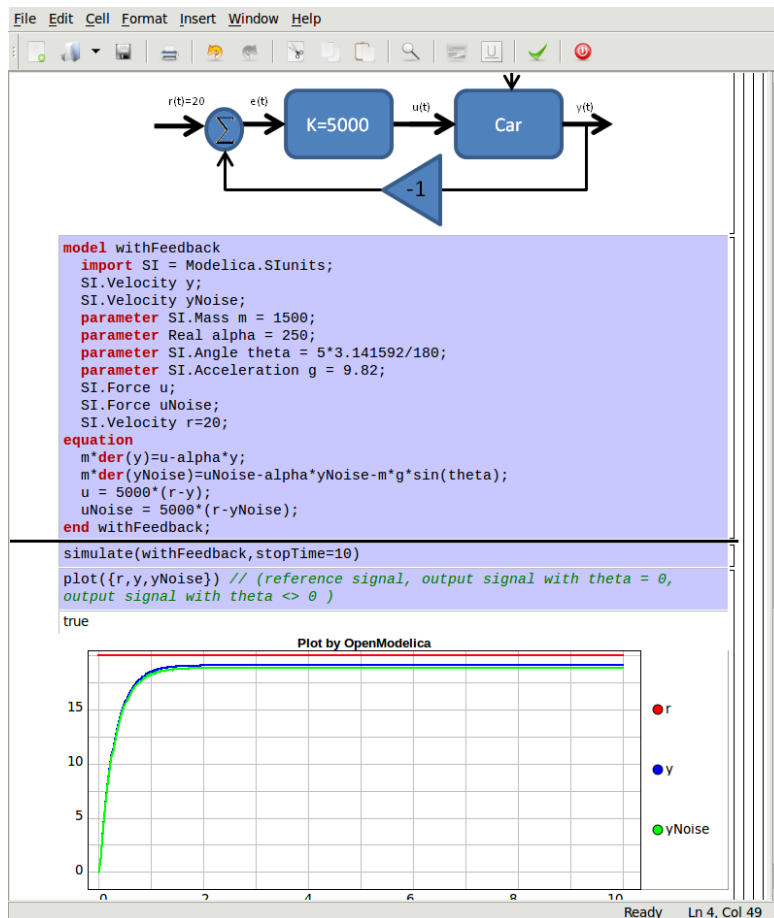 File Edit Cell Format Insert Window Help
r(t)=20 e(t) K=5000 u(t) Car y(t)
Σ
-1
model withFeedback
import SI = Modelica.SIunits;
SI.Velocity y;
SI.Velocity yNoise;
parameter SI.Mass m = 1500;
parameter Real alpha = 250;
parameter SI.Angle theta = 5*3.141592/180;
parameter SI.Acceleration g = 9.82;
SI.Force u;
SI.Force uNoise;
SI.Velocity r=20;
equation
m*der(y)=u-alpha*y;
m*der(yNoise)=uNoise-alpha*yNoise-m*g*sin(theta);
u = 5000*(r-y);
uNoise = 5000*(r-yNoise);
end withFeedback;
simulate(withFeedback,stopTime=10)
plot({r,y,yNoise}) // (reference signal, output signal with theta = 0,
output signal with theta <> 0 )
true
Plot by OpenModelica
15
r
10
y
5
yNoise
0
0 2 4 6 8 10
Ready Ln 4, Col 49